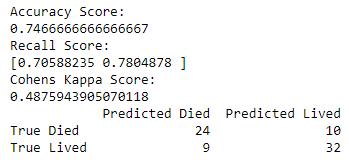 Accuracy Score:
0.7466666666666667
Recall Score:
[0.70588235 0.7804878 ]
Cohens Kappa Score:
0.4875943905070118
Predicted Died Predicted Lived
True Died 24 10
True Lived 9 32